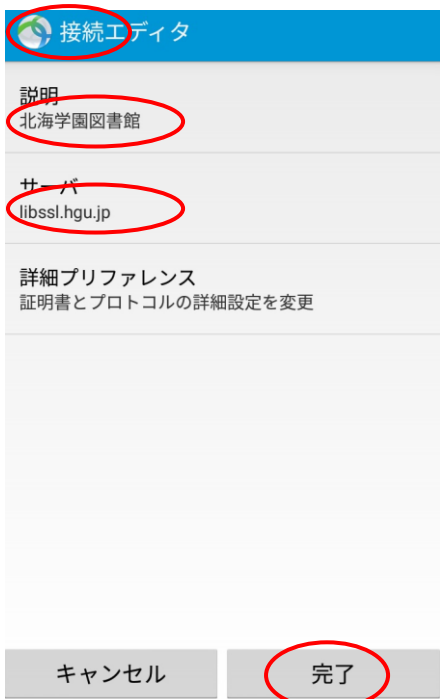 接続エディタ
説明
北海学園図書館
サーバ
libssl.hgu.jp
詳細プリファレンス
証明書とプロトコルの詳細設定を変更
キャンセル
完了